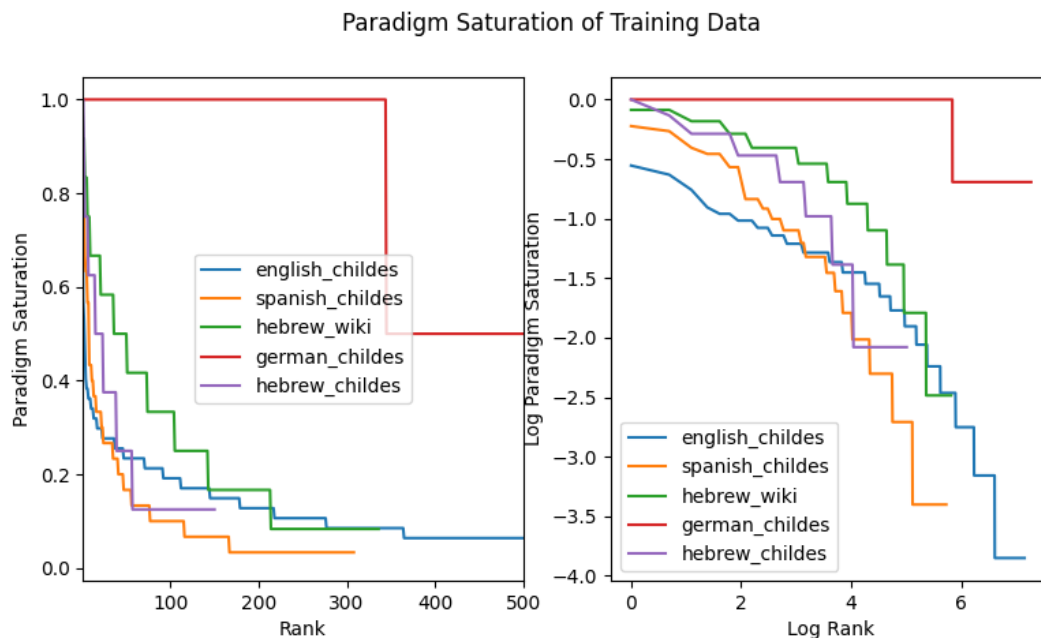 Paradigm Saturation of Training Data
Paradigm Saturation
1.0
0.8
0.6
0.4
0.2
0.0
english_childes
spanish_childes
hebrew_wiki
german_childes
hebrew_childes
100
200
300
400
500
Rank
Log Paradigm Saturation
0.0
-0.5
-1.0
-1.5
-2.0
-2.5
-3.0
-3.5
-4.0
english_childes
spanish_childes
hebrew_wiki
german_childes
hebrew_childes
0
2
4
6
Log Rank